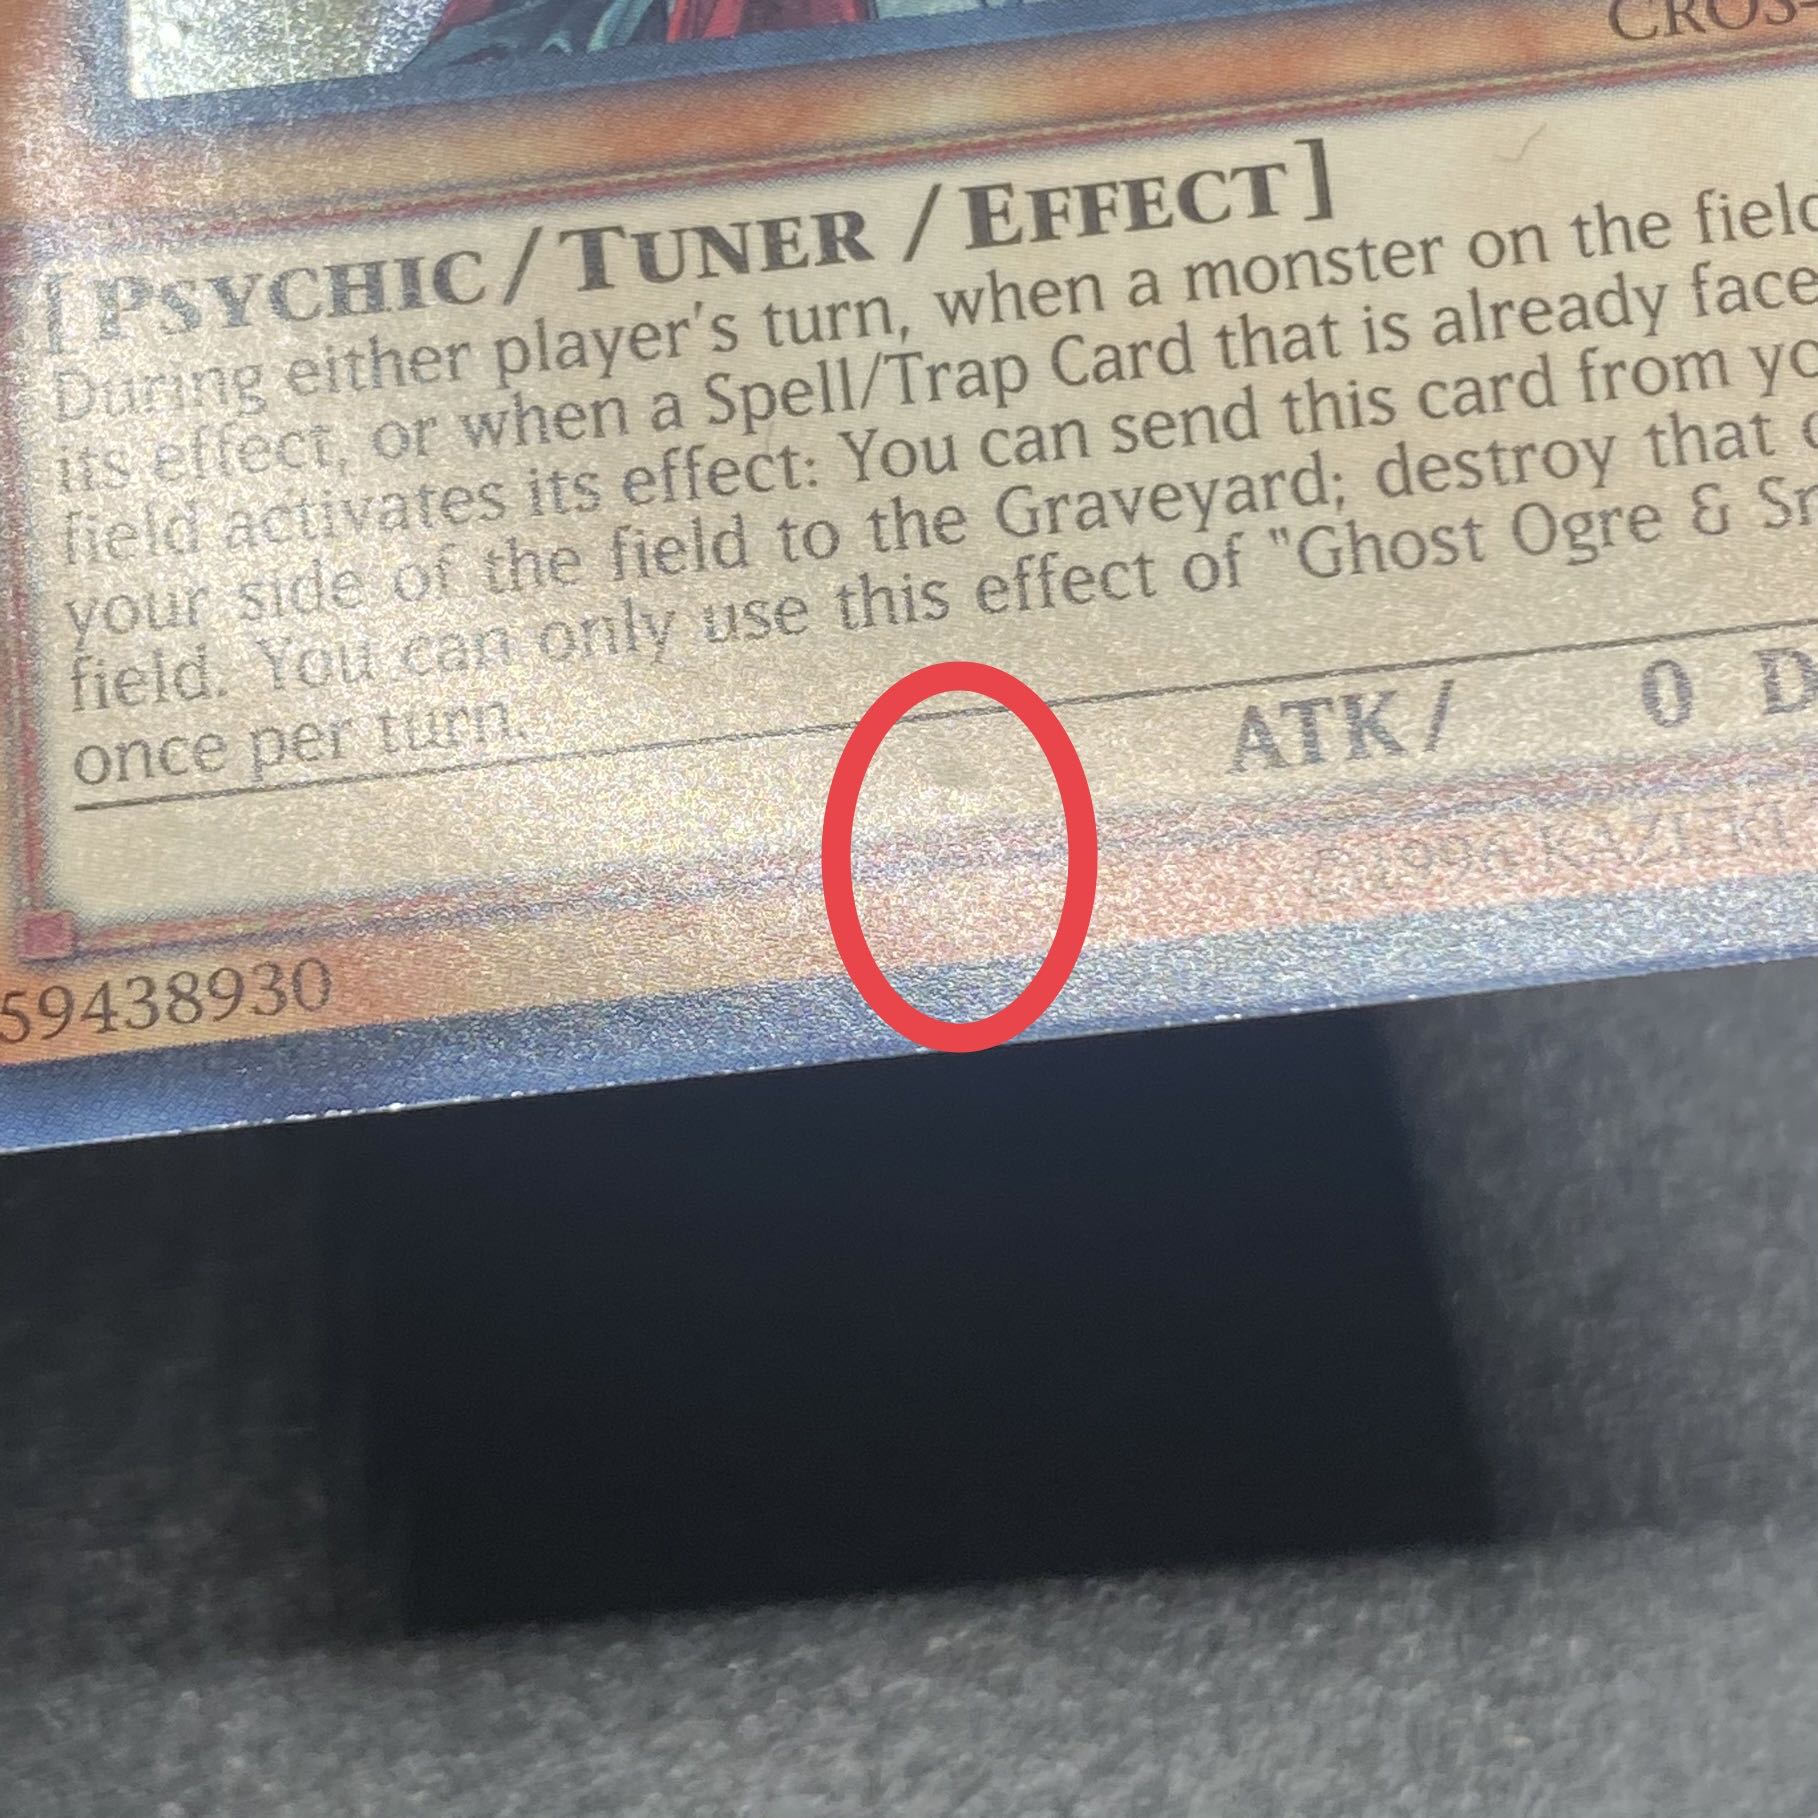 CROS-
[ PSYCHIC / TUNER / EFFECT ]
During either player's turn, when a monster on the field
its effect, or when a Spell/Trap Card that is already face
field activates its effect: You can send this card from yo
your side of the field to the Graveyard; destroy that
field. You can only use this effect of "Ghost Ogre & Sn
once per turn.
ATK / 0 D
©1996 KAZUKI
59438930